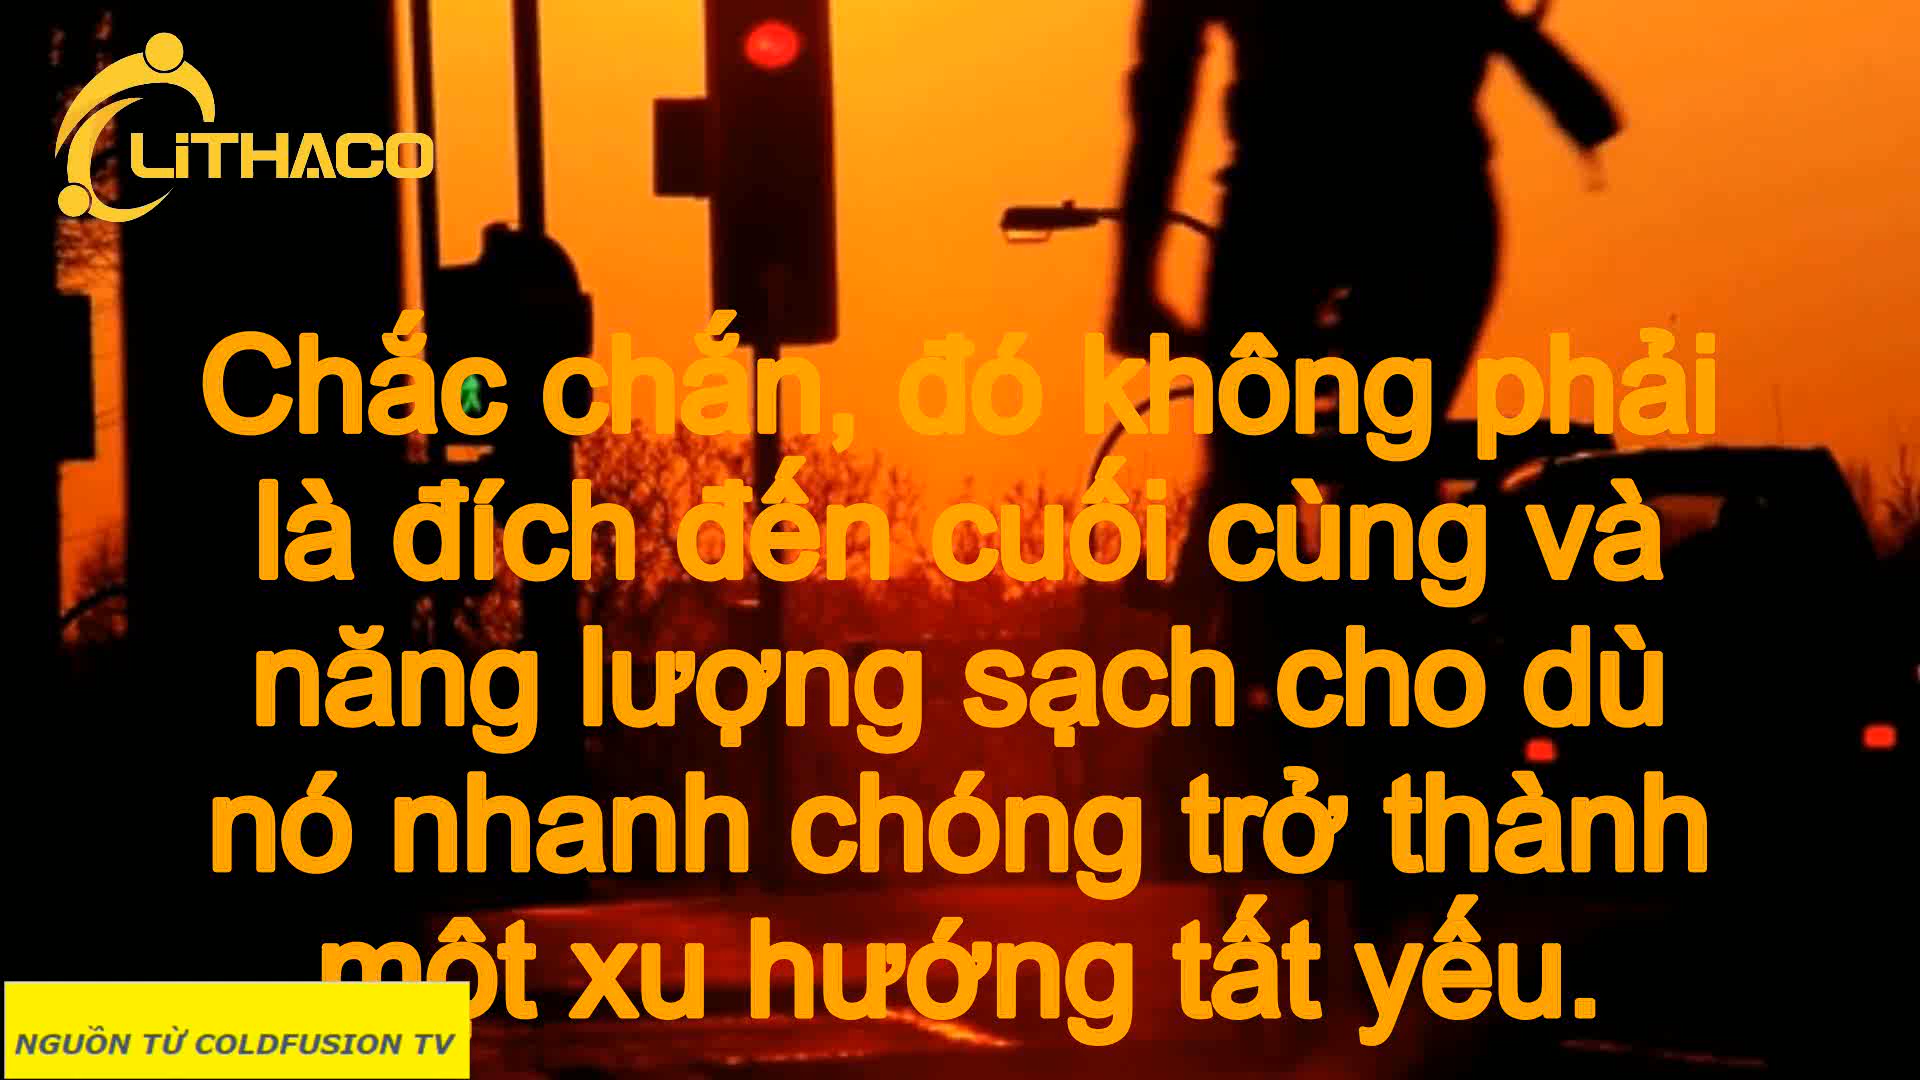 LiTHACO
Chắc chắn, đó không phải
là đích đến cuối cùng và
năng lượng sạch cho dù
nó nhanh chóng trở thành
một xu hướng tất yếu.
NGUỒN TỪ COLDFUSION TV